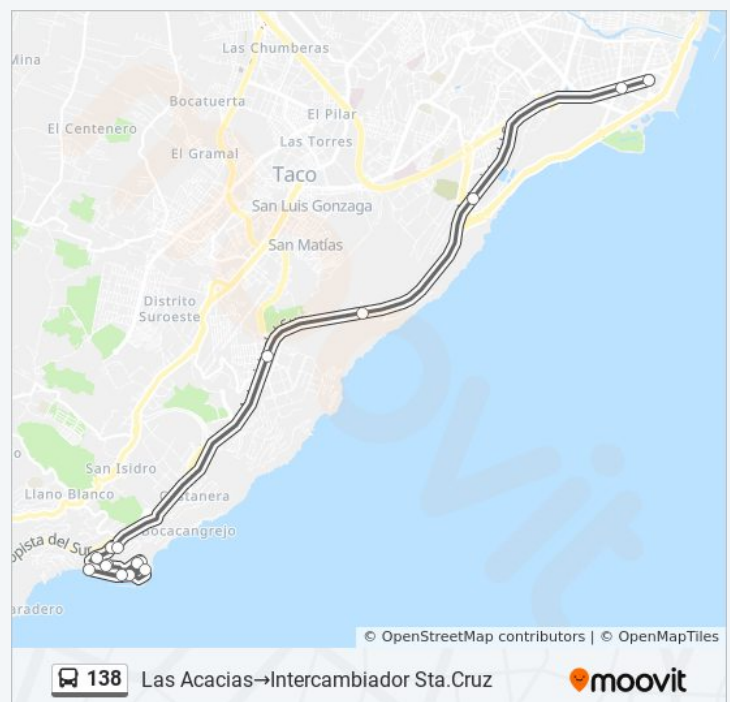 Mina
Las Chumberas
Bocatuerta
El Pilar
El Centenero
Las Torres
El Gramal
Taco
San Luis Gonzaga
San Matías
Distrito
Suroeste
San Isidro
Llano Blanco
Costanera
Bocacangrejo
opista del Sur
aradero
moovit
© OpenStreetMap contributors | © OpenMapTiles
138 Las Acacias→Intercambiador Sta.Cruz moovit